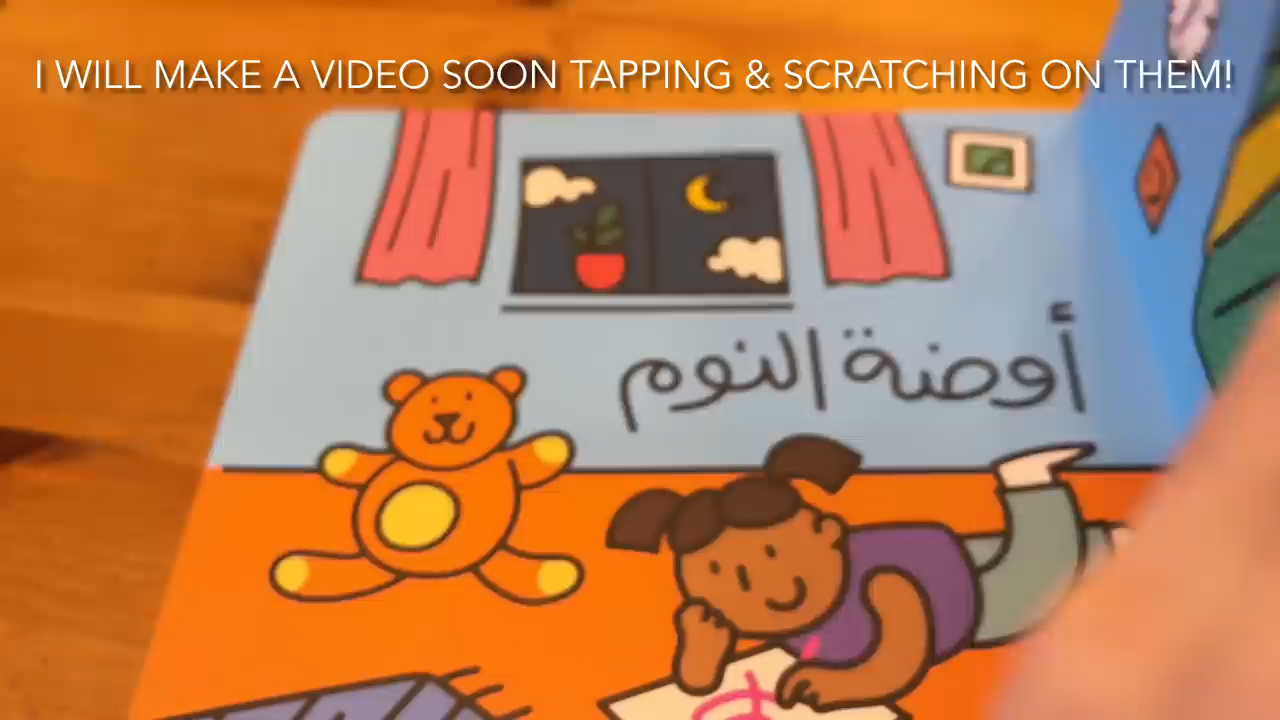 I WILL MAKE A VIDEO SOON TAPPING & SCRATCHING ON THEM!
أوضة النوم